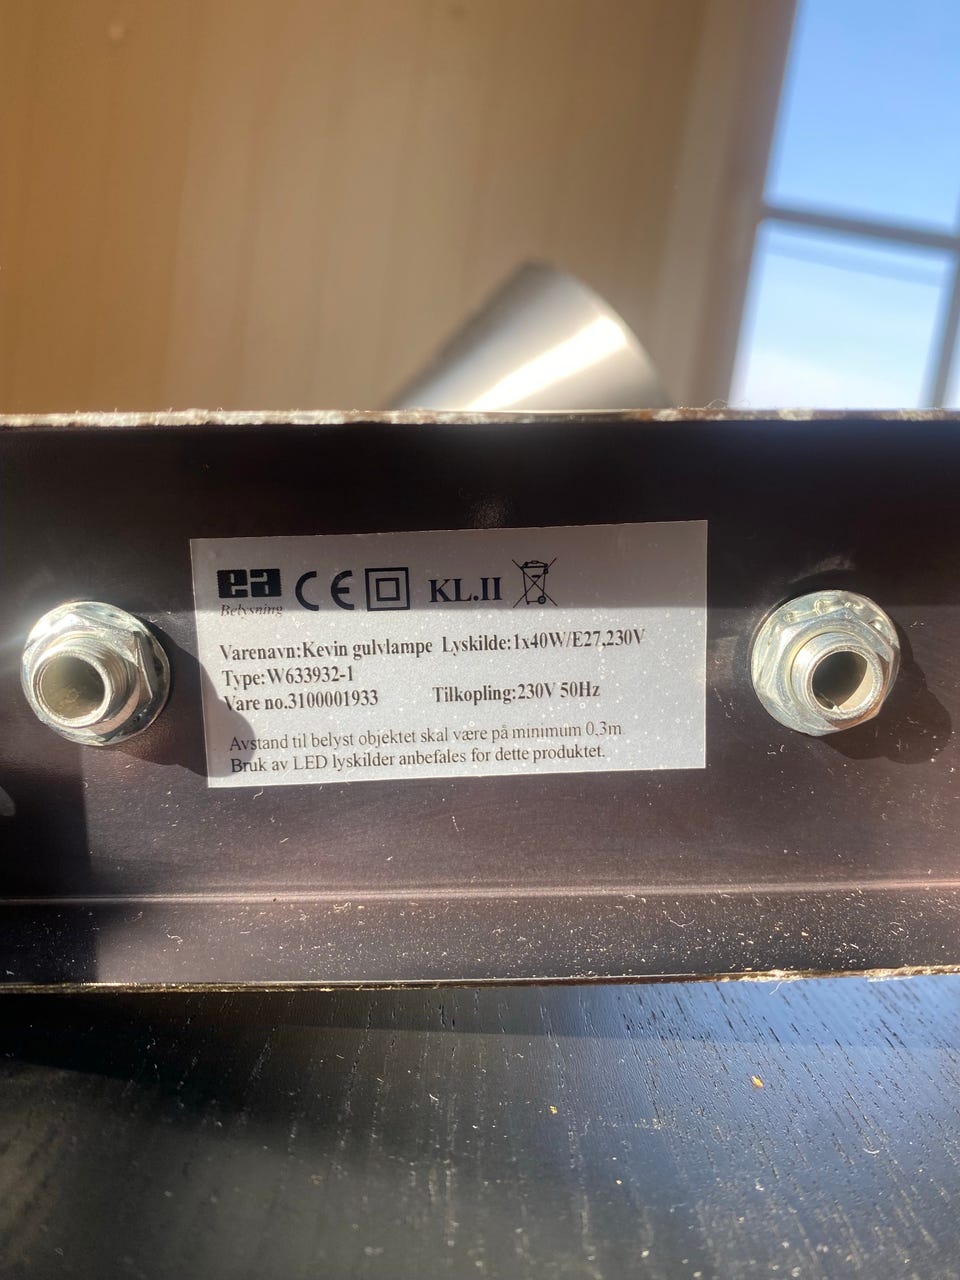 ea
Belysning
CE KL.II
Varenavn:Kevin gulvlampe Lyskilde:1x40W/E27,230V
Type:W633932-1
Vare no.3100001933 Tilkopling:230V 50Hz
Avstand til belyst objektet skal være på minimum 0.3m
Bruk av LED lyskilder anbefales for dette produktet.